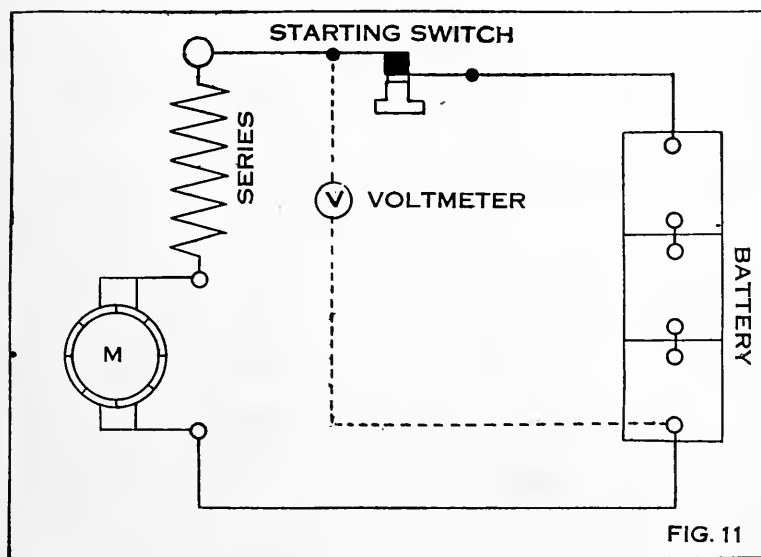 STARTING SWITCH
SERIES
V
VOLTMETER
BATTERY
M
FIG. 11